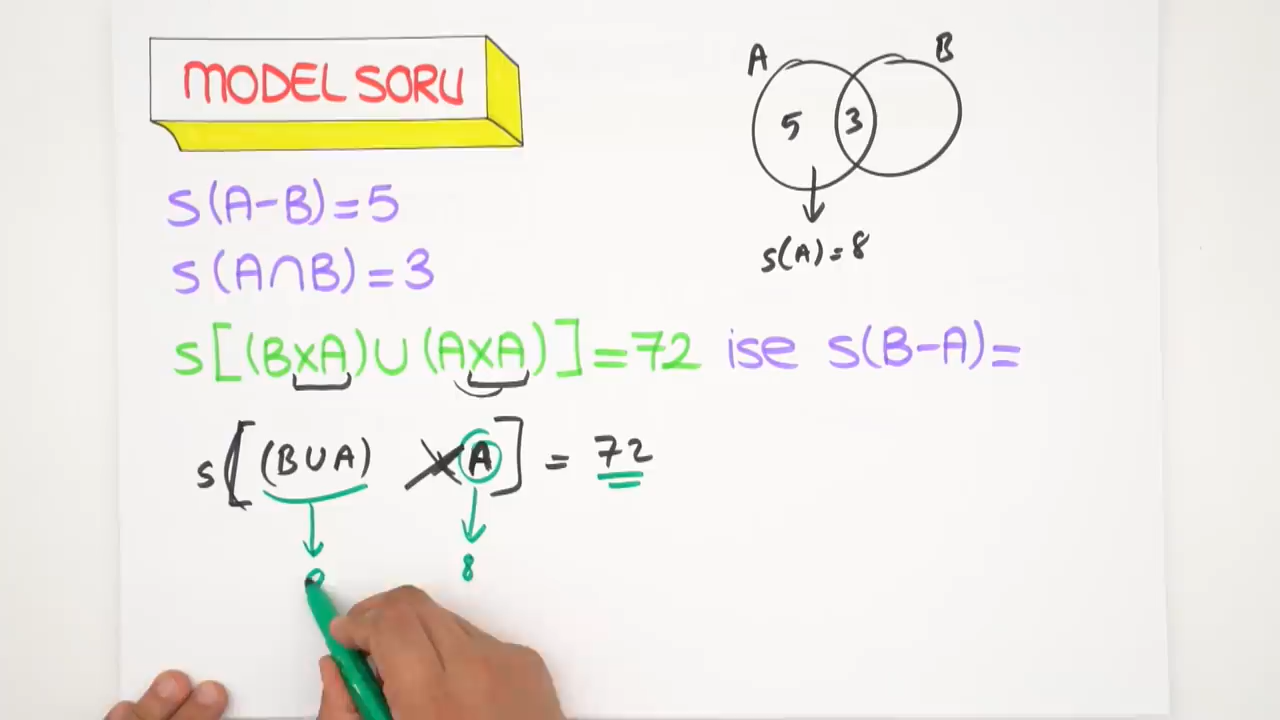 MODEL SORU
A B
5 3
s(A)=8
s(A-B)=5
s(A∩B)=3
s[(BxA)∪(AxA)]=72 ise s(B-A)=
s[(B∪A) x A] = 72
8